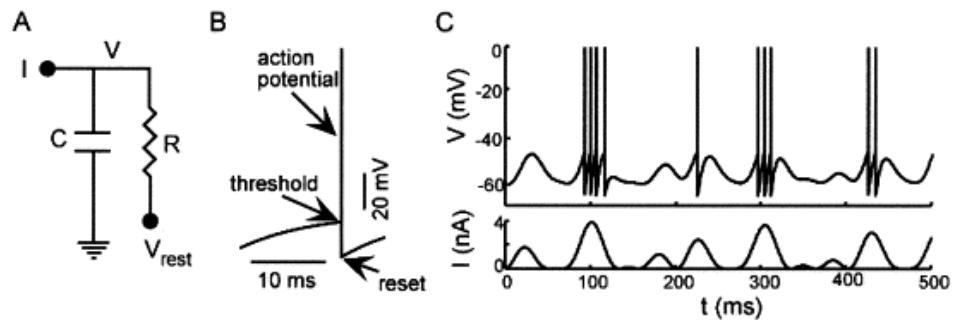 A
V
I
C
R
V_rest
B
action
potential
threshold
20 mV
10 ms
reset
C
V (mV)
0
-20
-40
-60
I (nA)
4
0
0 100 200 300 400 500
t (ms)